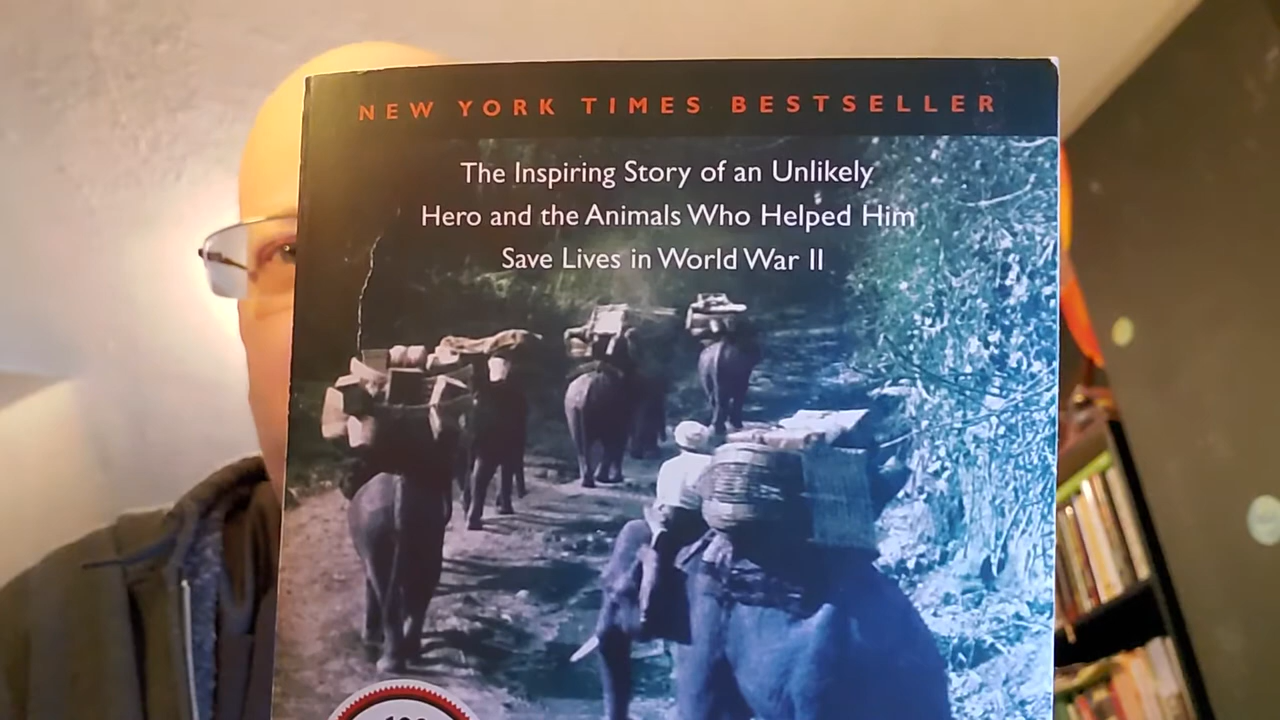 NEW YORK TIMES BESTSELLER
The Inspiring Story of an Unlikely
Hero and the Animals Who Helped Him
Save Lives in World War II